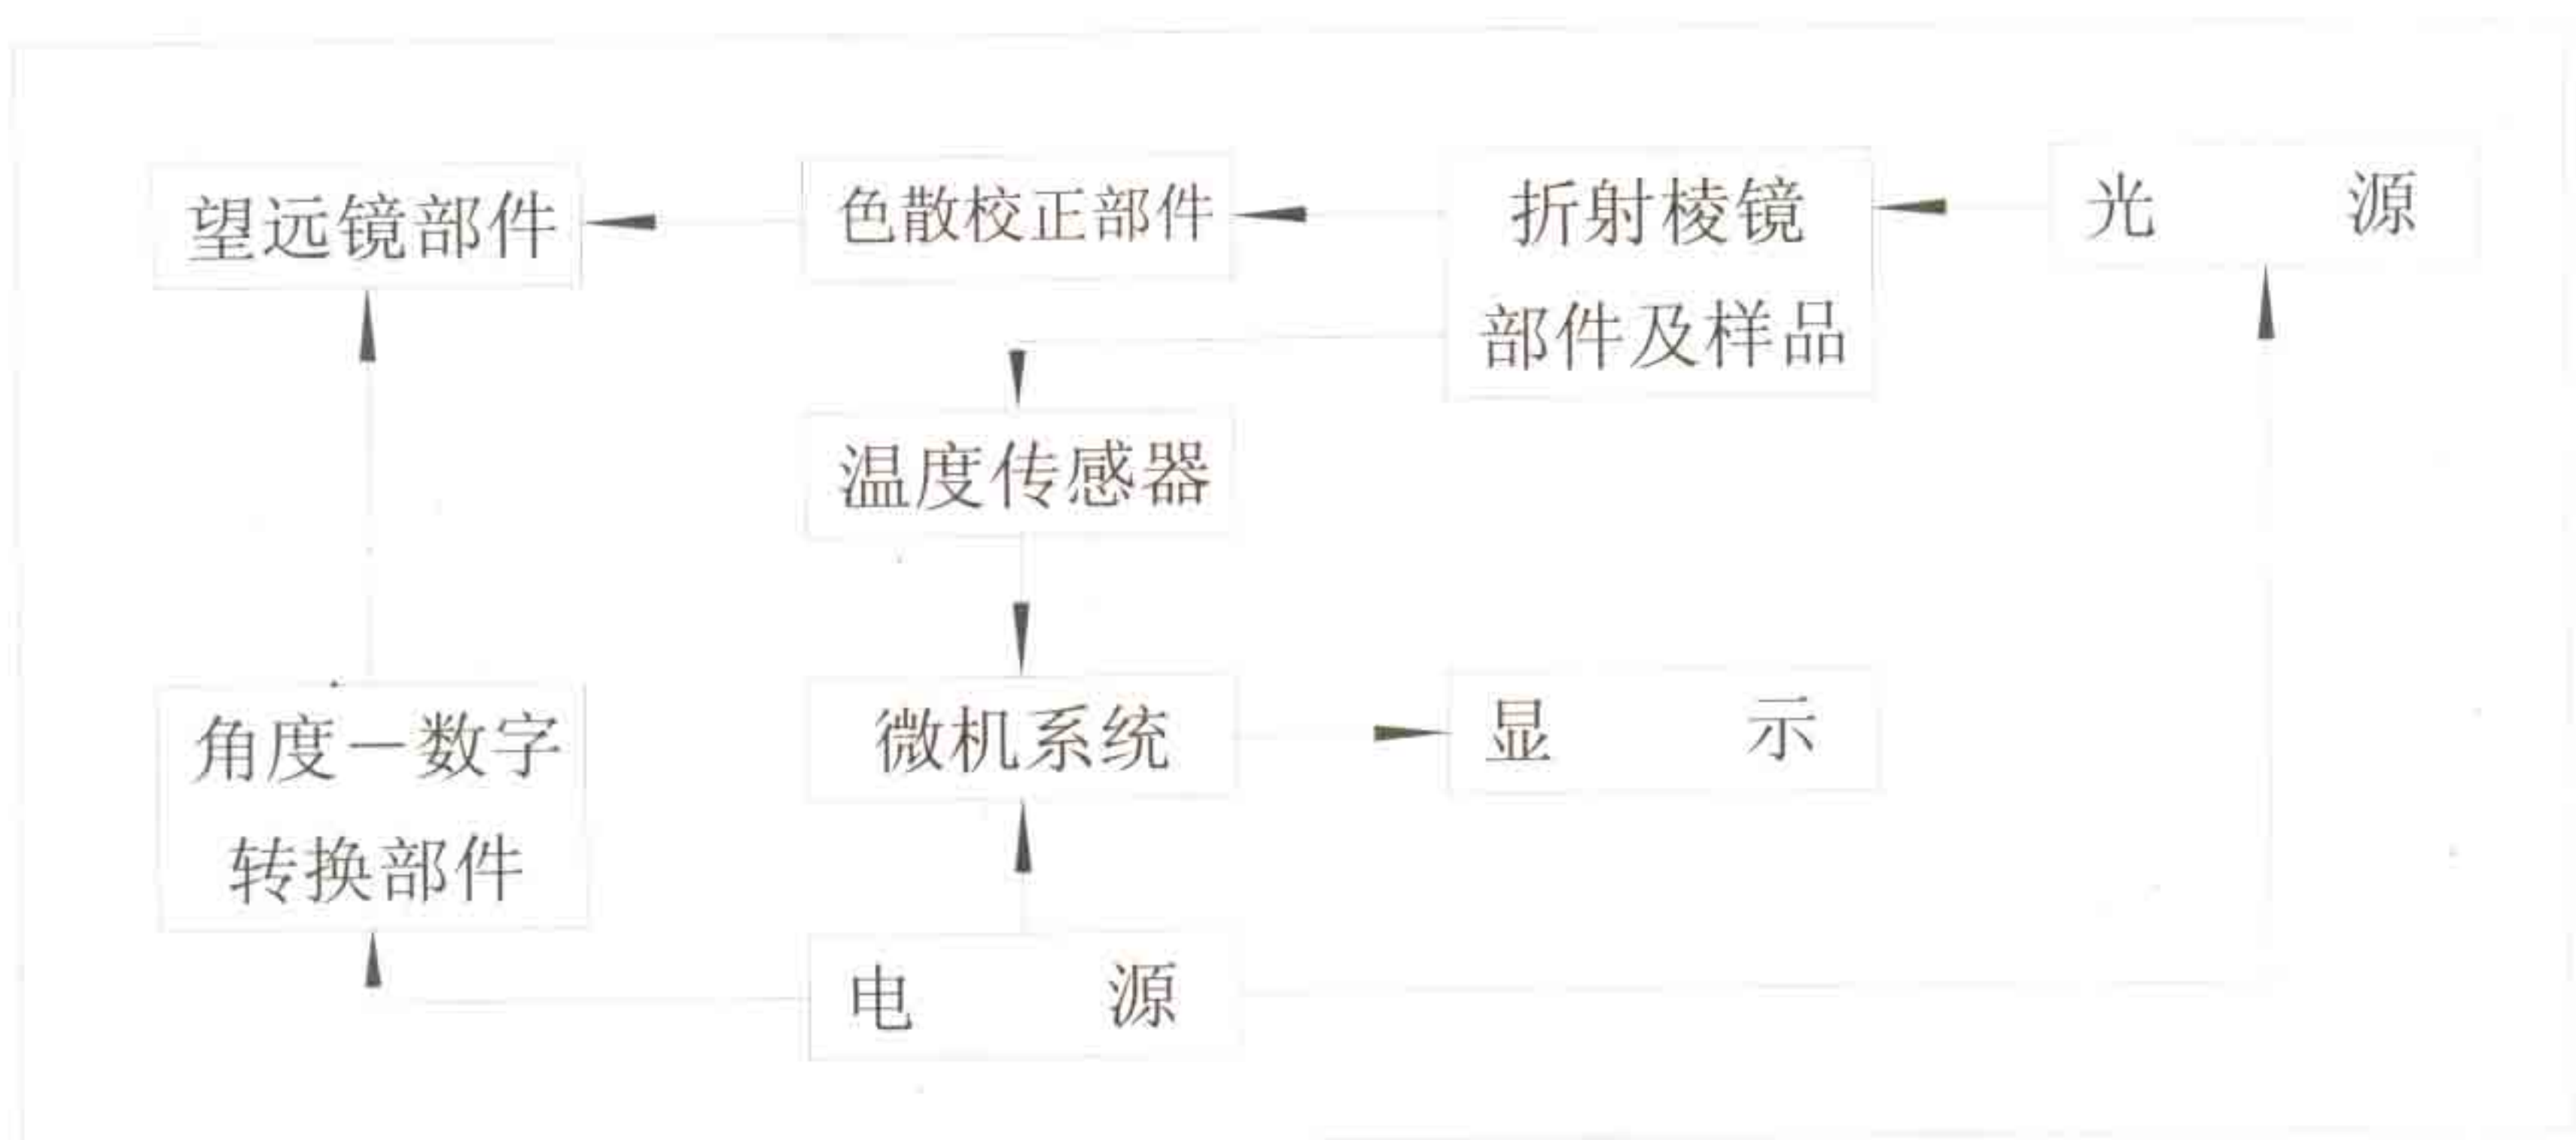 望远镜部件
色散校正部件
折射棱镜
部件及样品
光 源
温度传感器
角度－数字
转换部件
微机系统
显 示
电 源